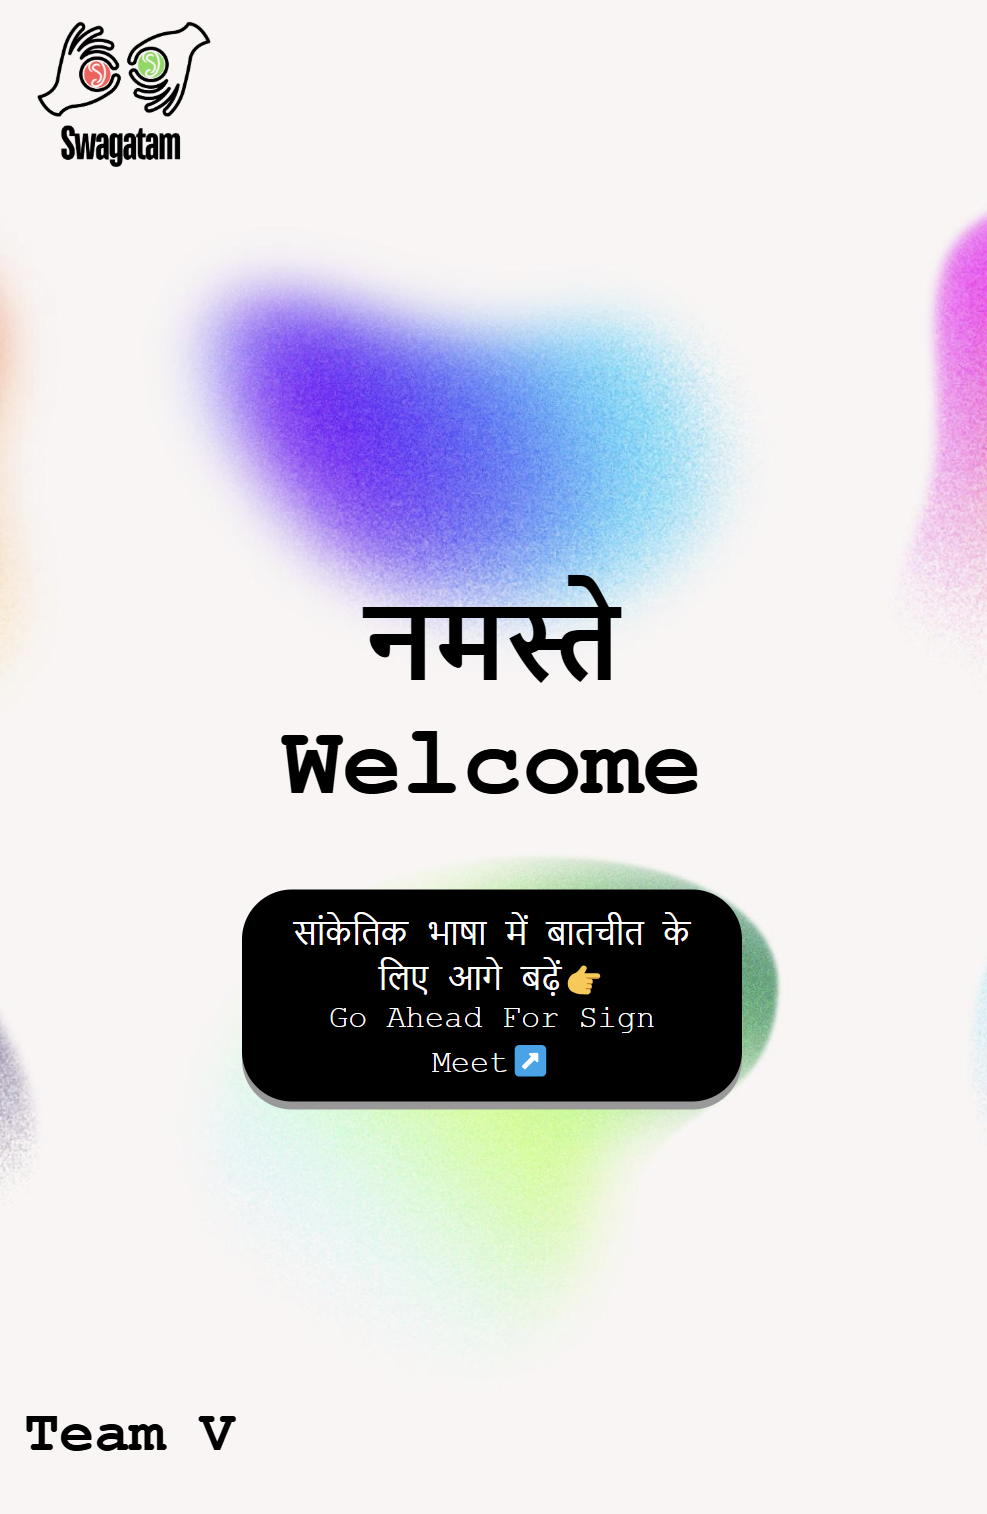 Swagatam
नमस्ते
Welcome
सांकेतिक भाषा में बातचीत के
लिए आगे बढ़ें👉
Go Ahead For Sign
Meet↗️
Team V